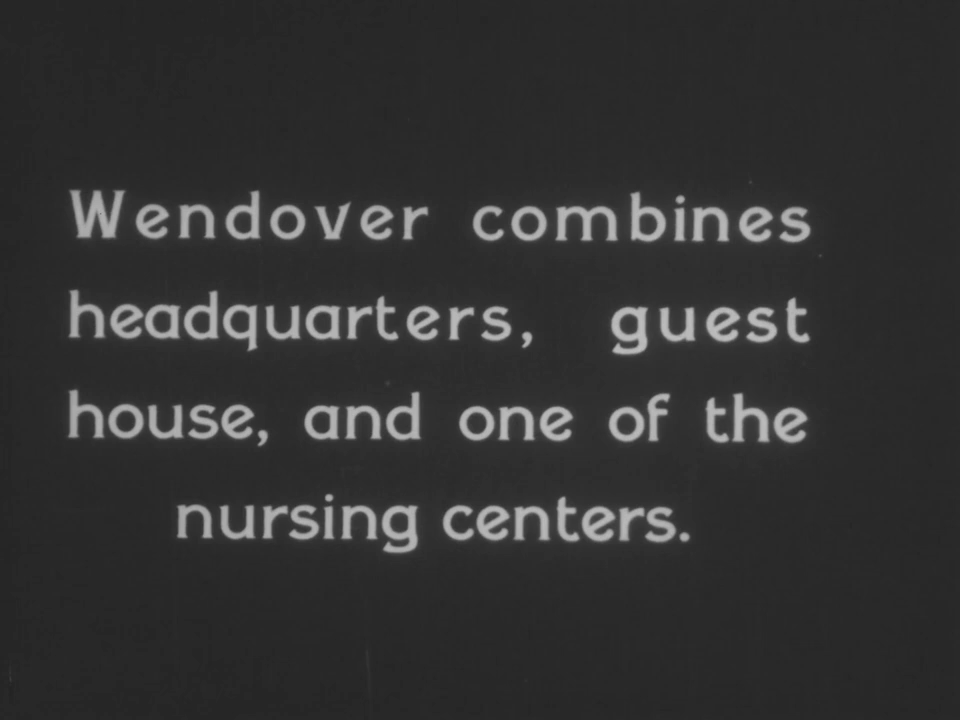 Wendover combines
headquarters, guest
house, and one of the
nursing centers.